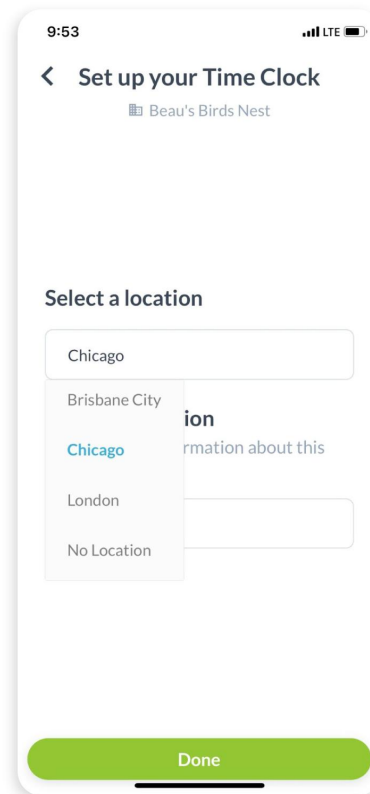 9:53 LTE
Set up your Time Clock
Beau's Birds Nest
Select a location
Chicago
Brisbane City
ion
Chicago
rmation about this
London
No Location
Done